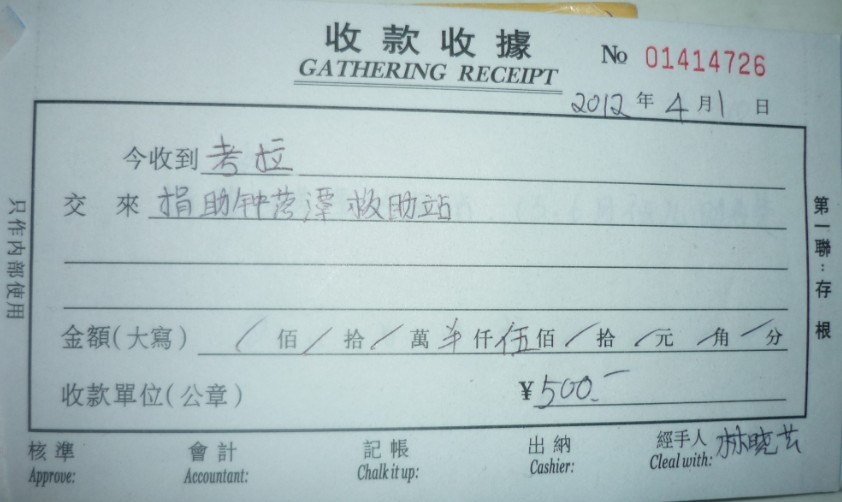 收款收據
GATHERING RECEIPT
No 01414726
2012年4月1日
今收到 考拉
交來 捐助钟落潭救助站
金額(大寫) / 佰 / 拾 / 萬 半 仟 伍 佰 / 拾 / 元 / 角 / 分
收款單位(公章) ¥500.-
核準 會計 記帳 出納 經手人 林晓芸
Approve: Accountant: Chalk it up: Cashier: Cleal with:
只作内部使用
第一聯:存根